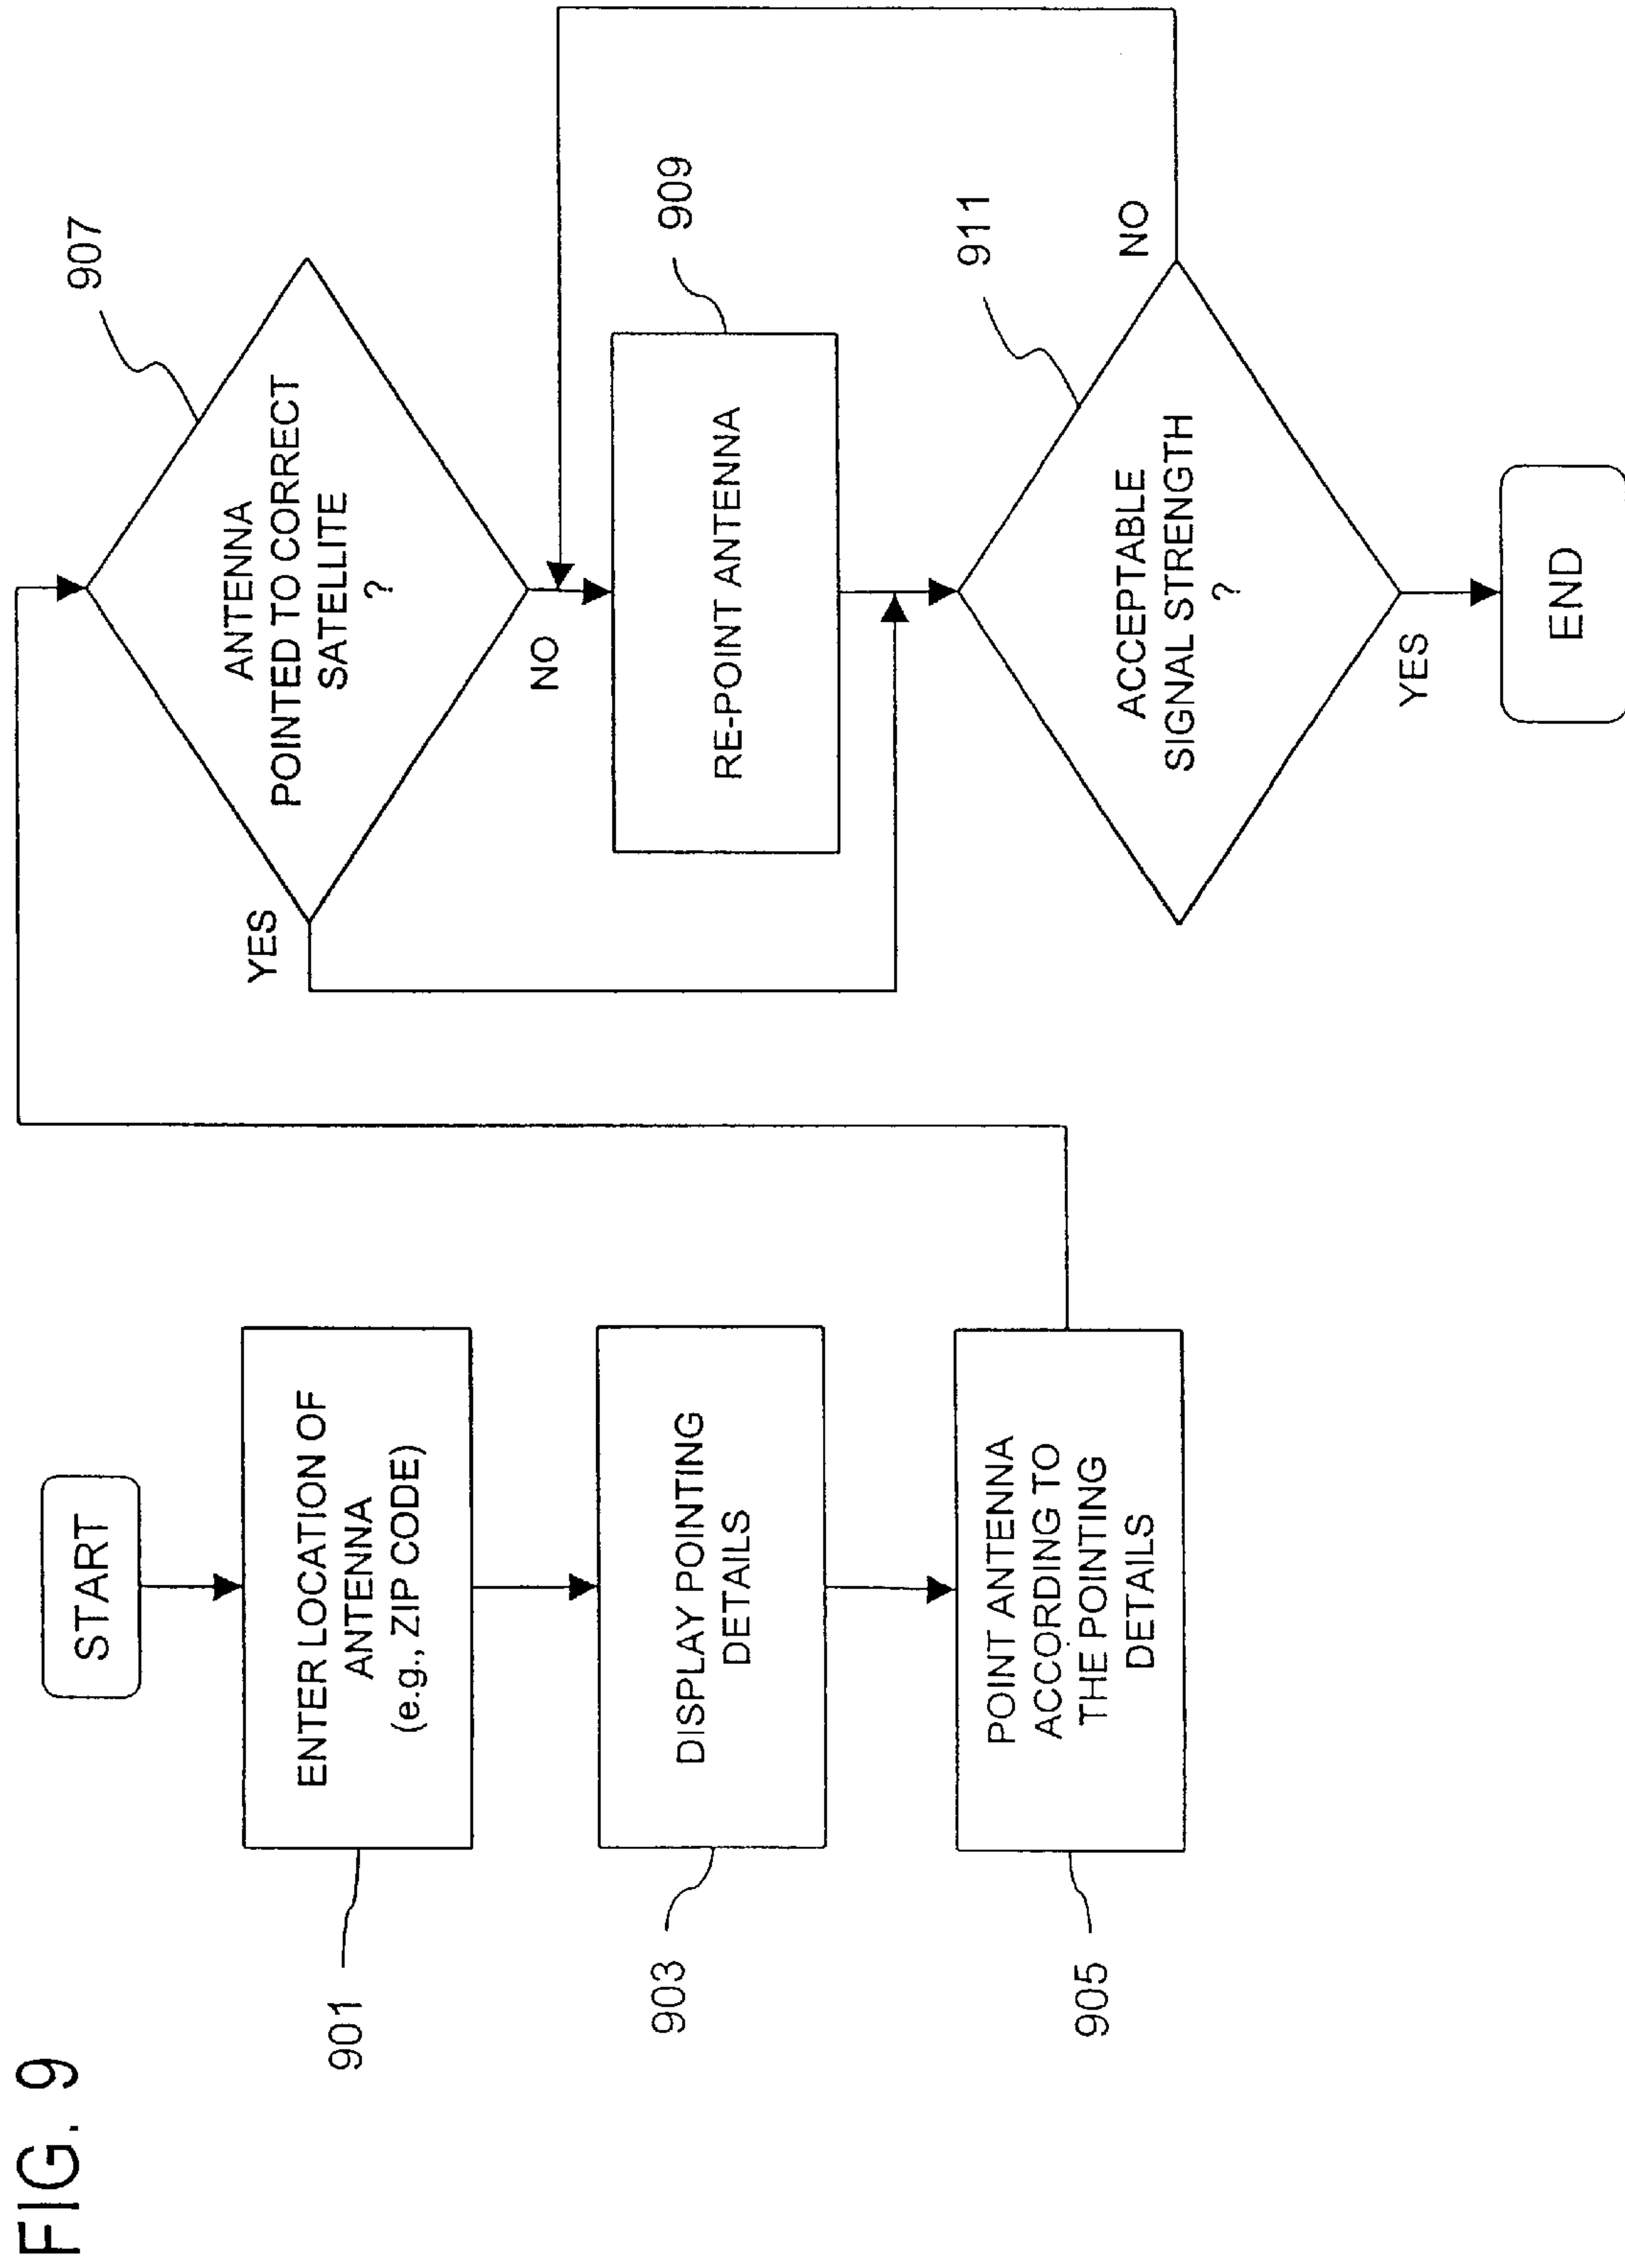 FIG. 9
START
ENTER LOCATION OF
ANTENNA
(e.g., ZIP CODE)
901
DISPLAY POINTING
DETAILS
903
POINT ANTENNA
ACCORDING TO
THE POINTING
DETAILS
905
ANTENNA
POINTED TO CORRECT
SATELLITE
?
907
YES
NO
RE-POINT ANTENNA
909
ACCEPTABLE
SIGNAL STRENGTH
?
911
NO
YES
END